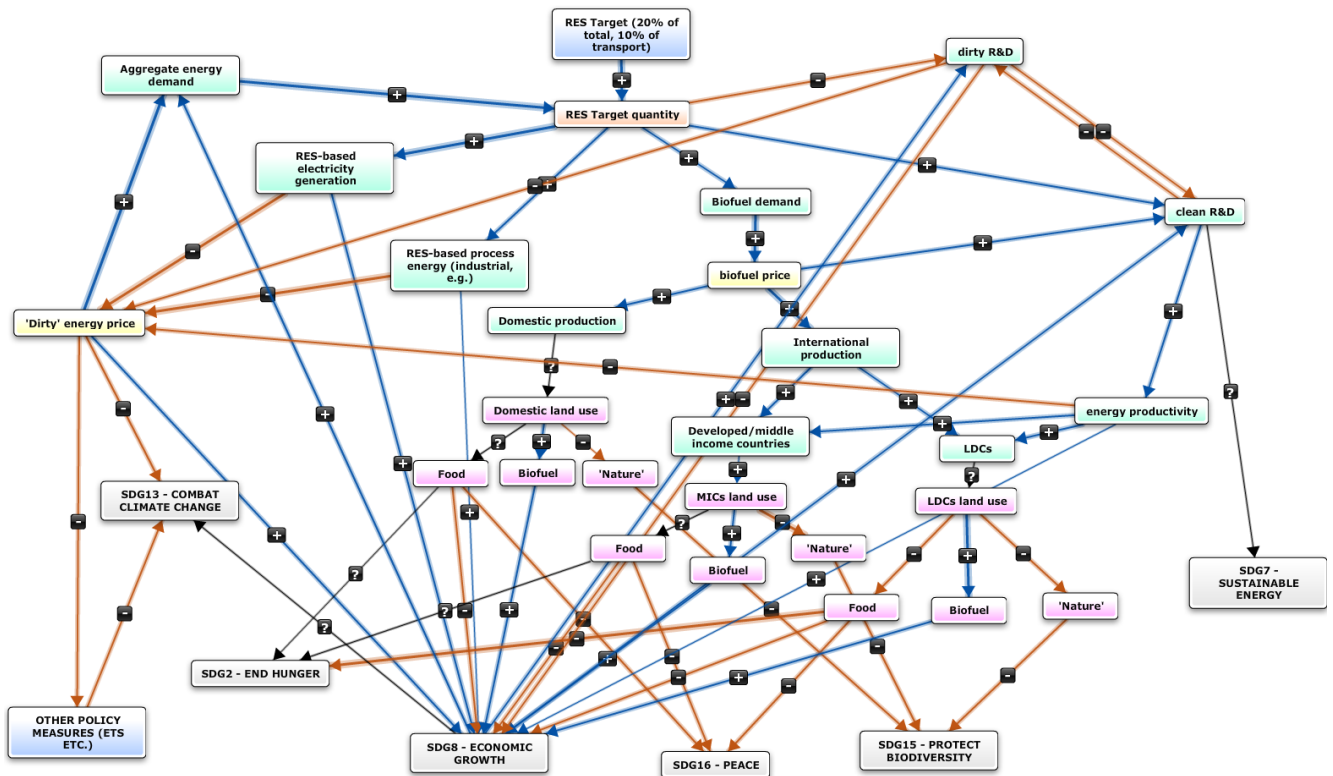 RES Target (20% of
total, 10% of
transport)
dirty R&D
Aggregate energy
demand
RES Target quantity
RES-based
electricity
generation
Biofuel demand
clean R&D
RES-based process
energy (industrial,
e.g.)
biofuel price
'Dirty' energy price
Domestic production
International
production
Domestic land use
Developed/middle
income countries
energy productivity
LDCs
Food
Biofuel
'Nature'
SDG13 - COMBAT
CLIMATE CHANGE
MICs land use
LDCs land use
Food
Biofuel
'Nature'
SDG7 -
SUSTAINABLE
ENERGY
Food
Biofuel
'Nature'
SDG2 - END HUNGER
OTHER POLICY
MEASURES (ETS
ETC.)
SDG8 - ECONOMIC
GROWTH
SDG16 - PEACE
SDG15 - PROTECT
BIODIVERSITY